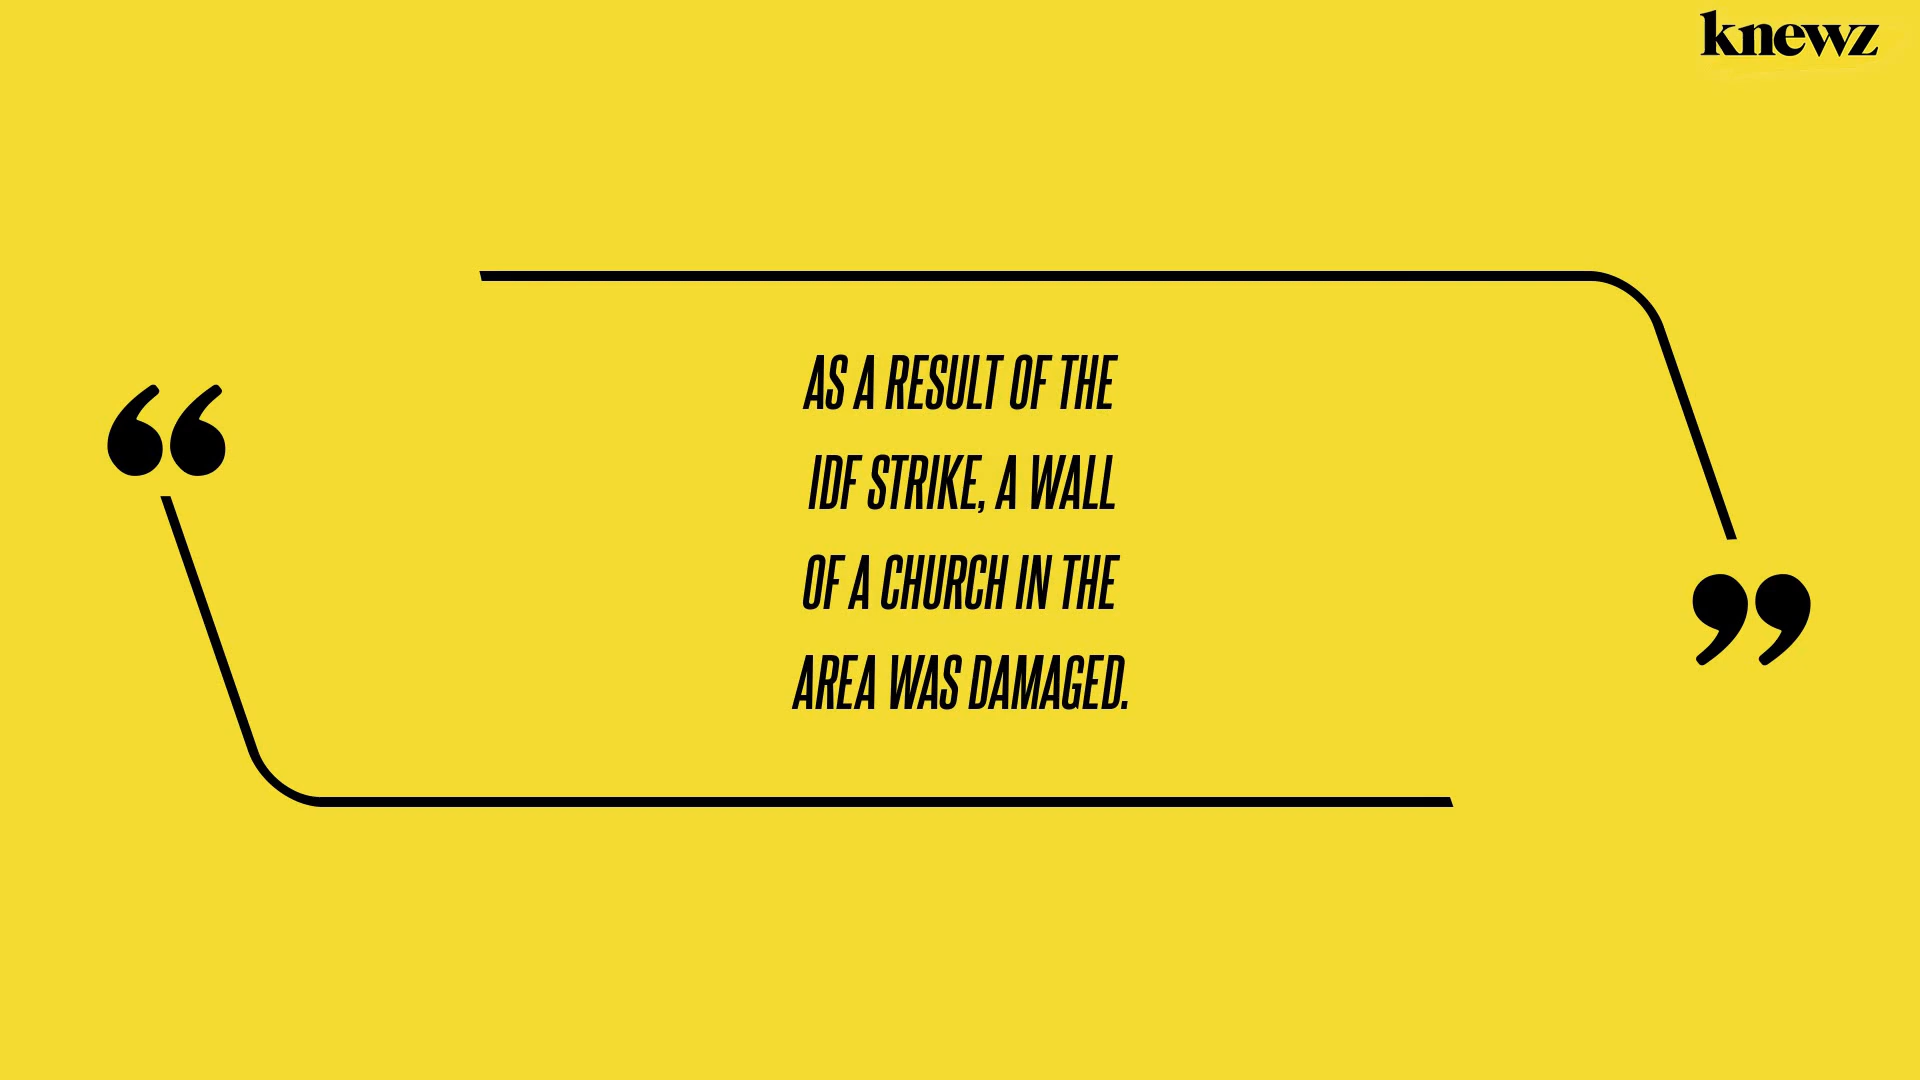 knewz
“
AS A RESULT OF THE
IDF STRIKE, A WALL
OF A CHURCH IN THE
AREA WAS DAMAGED.
”